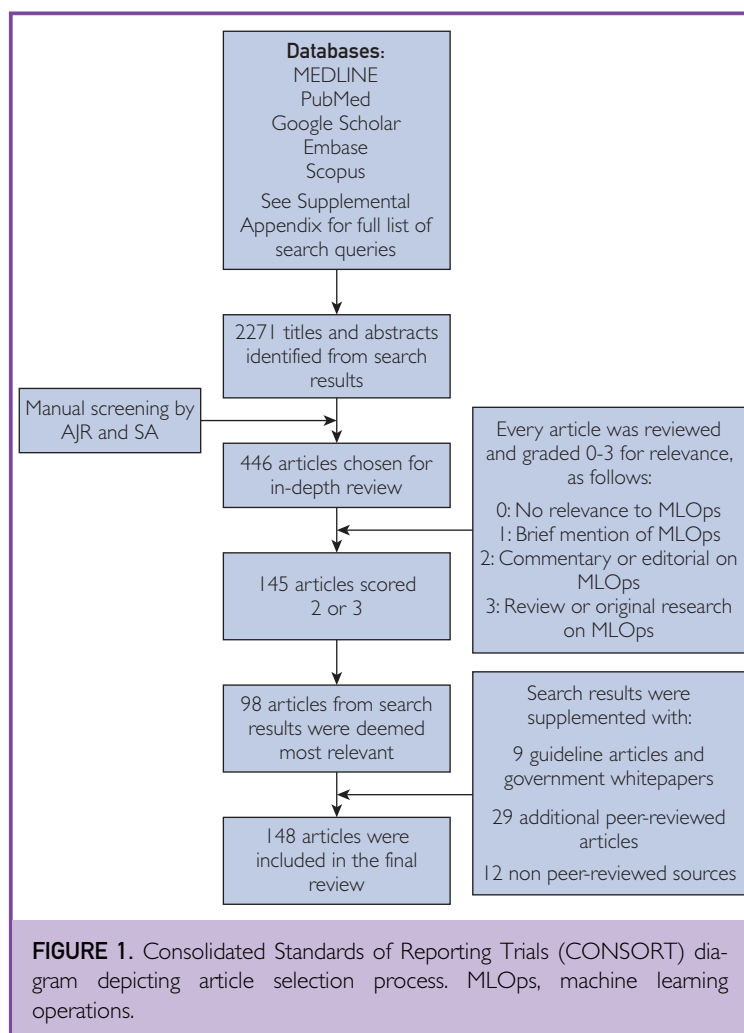 Databases:
MEDLINE
PubMed
Google Scholar
Embase
Scopus
See Supplemental
Appendix for full list of
search queries
2271 titles and abstracts
identified from search
results
Manual screening by
AJR and SA
446 articles chosen for
in-depth review
Every article was reviewed
and graded 0-3 for relevance,
as follows:
0: No relevance to MLOps
1: Brief mention of MLOps
2: Commentary or editorial on
MLOps
3: Review or original research
on MLOps
145 articles scored
2 or 3
98 articles from search
results were deemed
most relevant
Search results were
supplemented with:
9 guideline articles and
government whitepapers
29 additional peer-reviewed
articles
12 non peer-reviewed sources
148 articles were
included in the final
review
FIGURE 1. Consolidated Standards of Reporting Trials (CONSORT) dia-
gram depicting article selection process. MLOps, machine learning
operations.